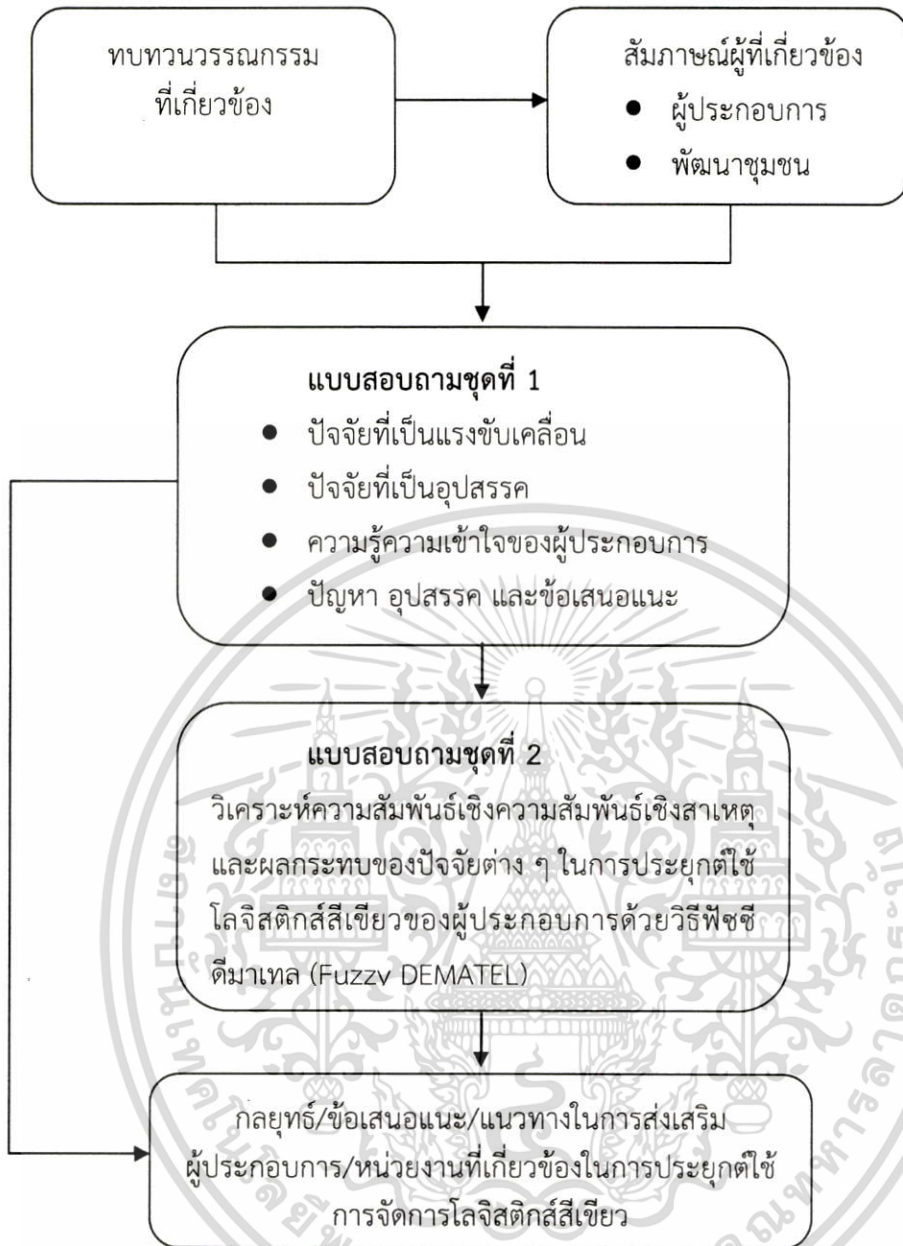 ทบทวนวรรณกรรม
ที่เกี่ยวข้อง
สัมภาษณ์ผู้ที่เกี่ยวข้อง
● ผู้ประกอบการ
● พัฒนาชุมชน
แบบสอบถามชุดที่ 1
● ปัจจัยที่เป็นแรงขับเคลื่อน
● ปัจจัยที่เป็นอุปสรรค
● ความรู้ความเข้าใจของผู้ประกอบการ
● ปัญหา อุปสรรค และข้อเสนอแนะ
แบบสอบถามชุดที่ 2
วิเคราะห์ความสัมพันธ์เชิงความสัมพันธ์เชิงสาเหตุ
และผลกระทบของปัจจัยต่าง ๆ ในการประยุกต์ใช้
โลจิสติกส์สีเขียวของผู้ประกอบการด้วยวิธีฟัซซี
ดีมาเทล (Fuzzy DEMATEL)
กลยุทธ์/ข้อเสนอแนะ/แนวทางในการส่งเสริม
ผู้ประกอบการ/หน่วยงานที่เกี่ยวข้องในการประยุกต์ใช้
การจัดการโลจิสติกส์สีเขียว